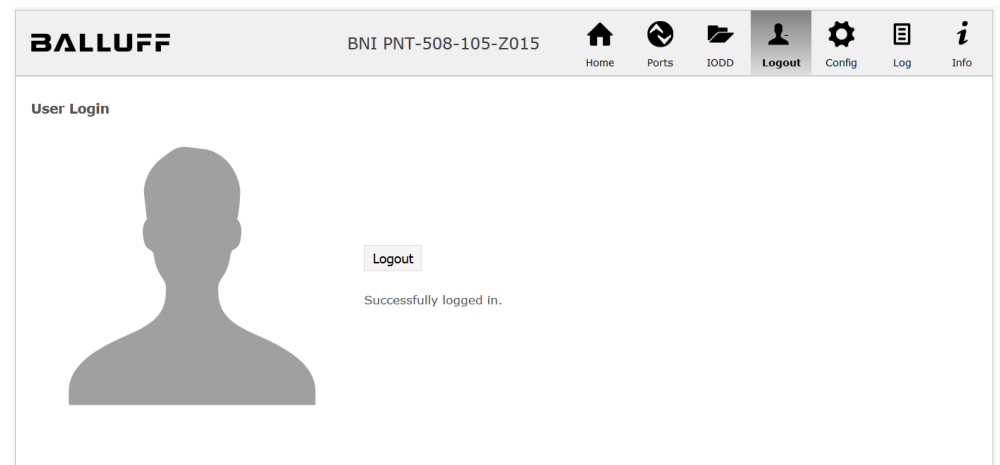 BALLUFF
BNI PNT-508-105-Z015
Home Ports IODD Logout Config Log Info
User Login
Logout
Successfully logged in.